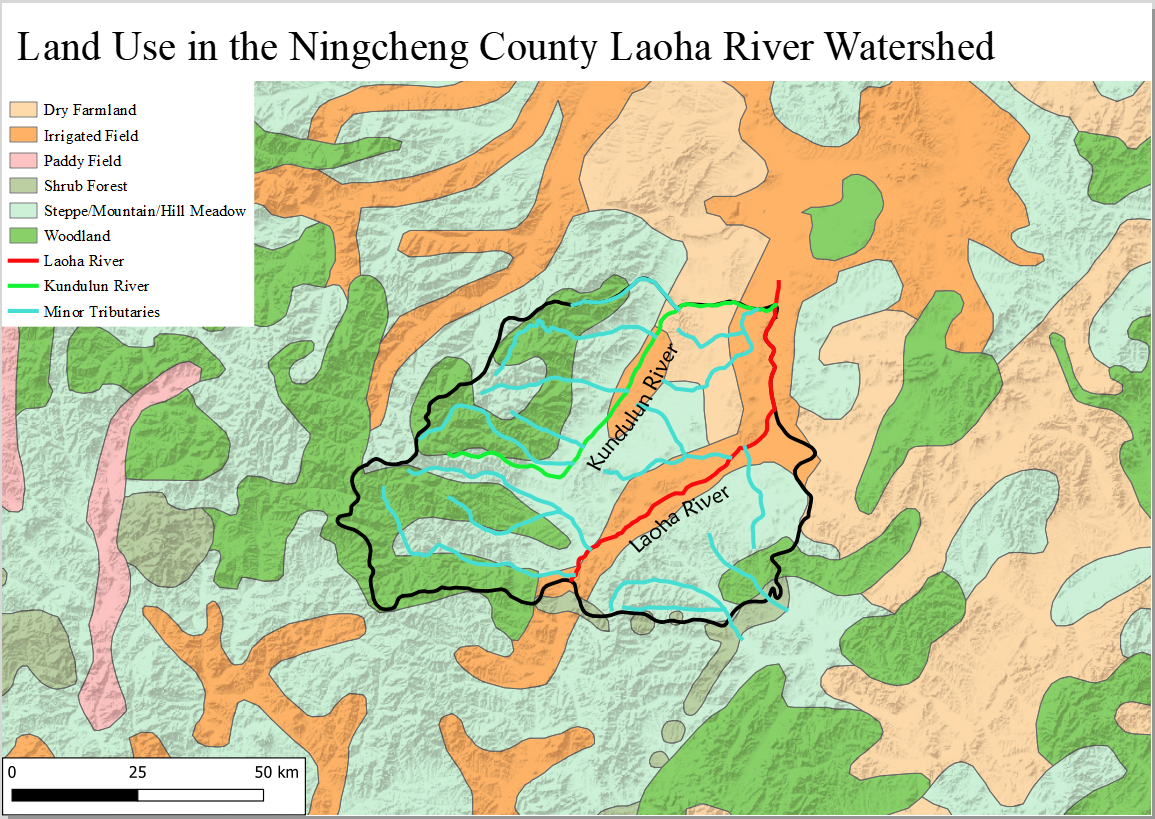 Land Use in the Ningcheng County Laoha River Watershed
Dry Farmland
Irrigated Field
Paddy Field
Shrub Forest
Steppe/Mountain/Hill Meadow
Woodland
Laoha River
Kundulun River
Minor Tributaries
Kundulun River
Laoha River
0 25 50 km